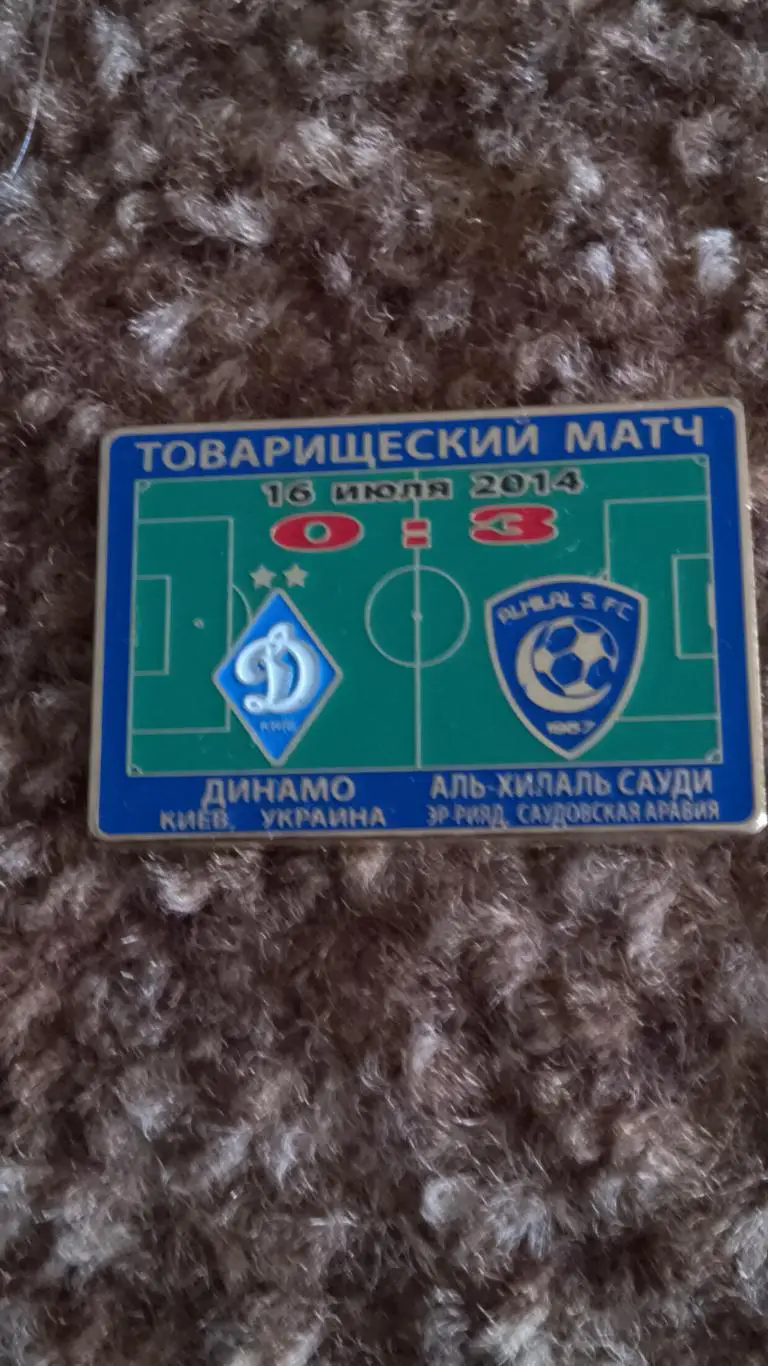 ТОВАРИЩЕСКИЙ МАТЧ
16 июля 2014
0 : 3
ALHILAL S. FC
Д
КИЇВ
1957
ДИНАМО
КИЕВ, УКРАИНА
АЛЬ-ХИЛАЛЬ САУДИ
ЭР-РИЯД, САУДОВСКАЯ АРАВИЯ